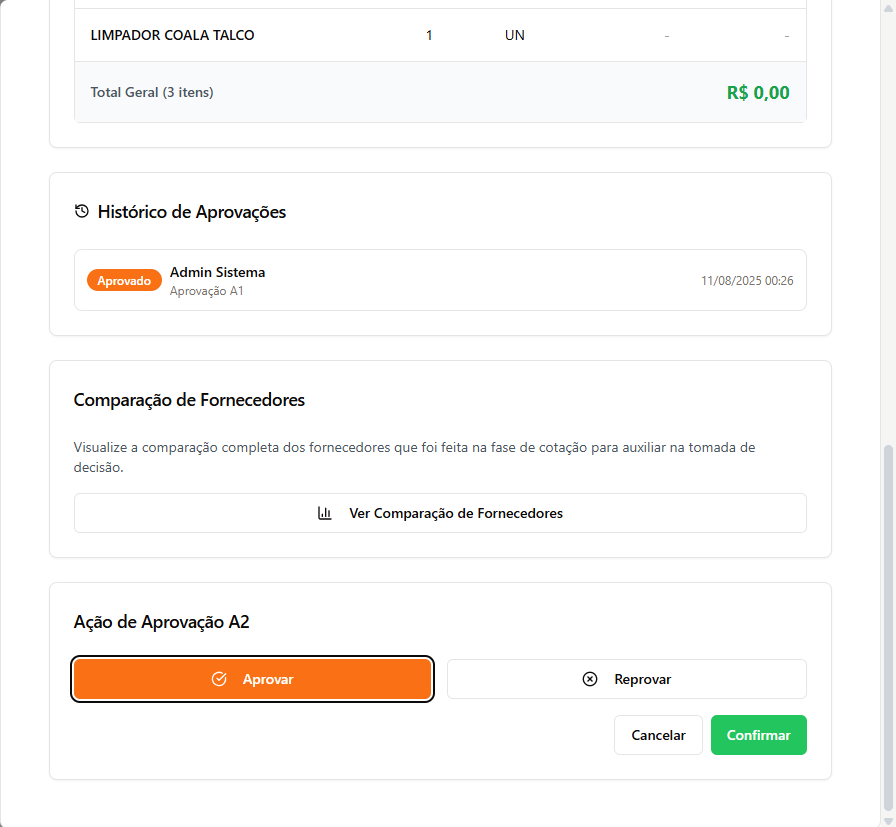 LIMPADOR COALA TALCO 1 UN - -
Total Geral (3 itens) R$ 0,00
Histórico de Aprovações
Aprovado Admin Sistema 11/08/2025 00:26
Aprovação A1
Comparação de Fornecedores
Visualize a comparação completa dos fornecedores que foi feita na fase de cotação para auxiliar na tomada de
decisão.
Ver Comparação de Fornecedores
Ação de Aprovação A2
Aprovar Reprovar
Cancelar Confirmar